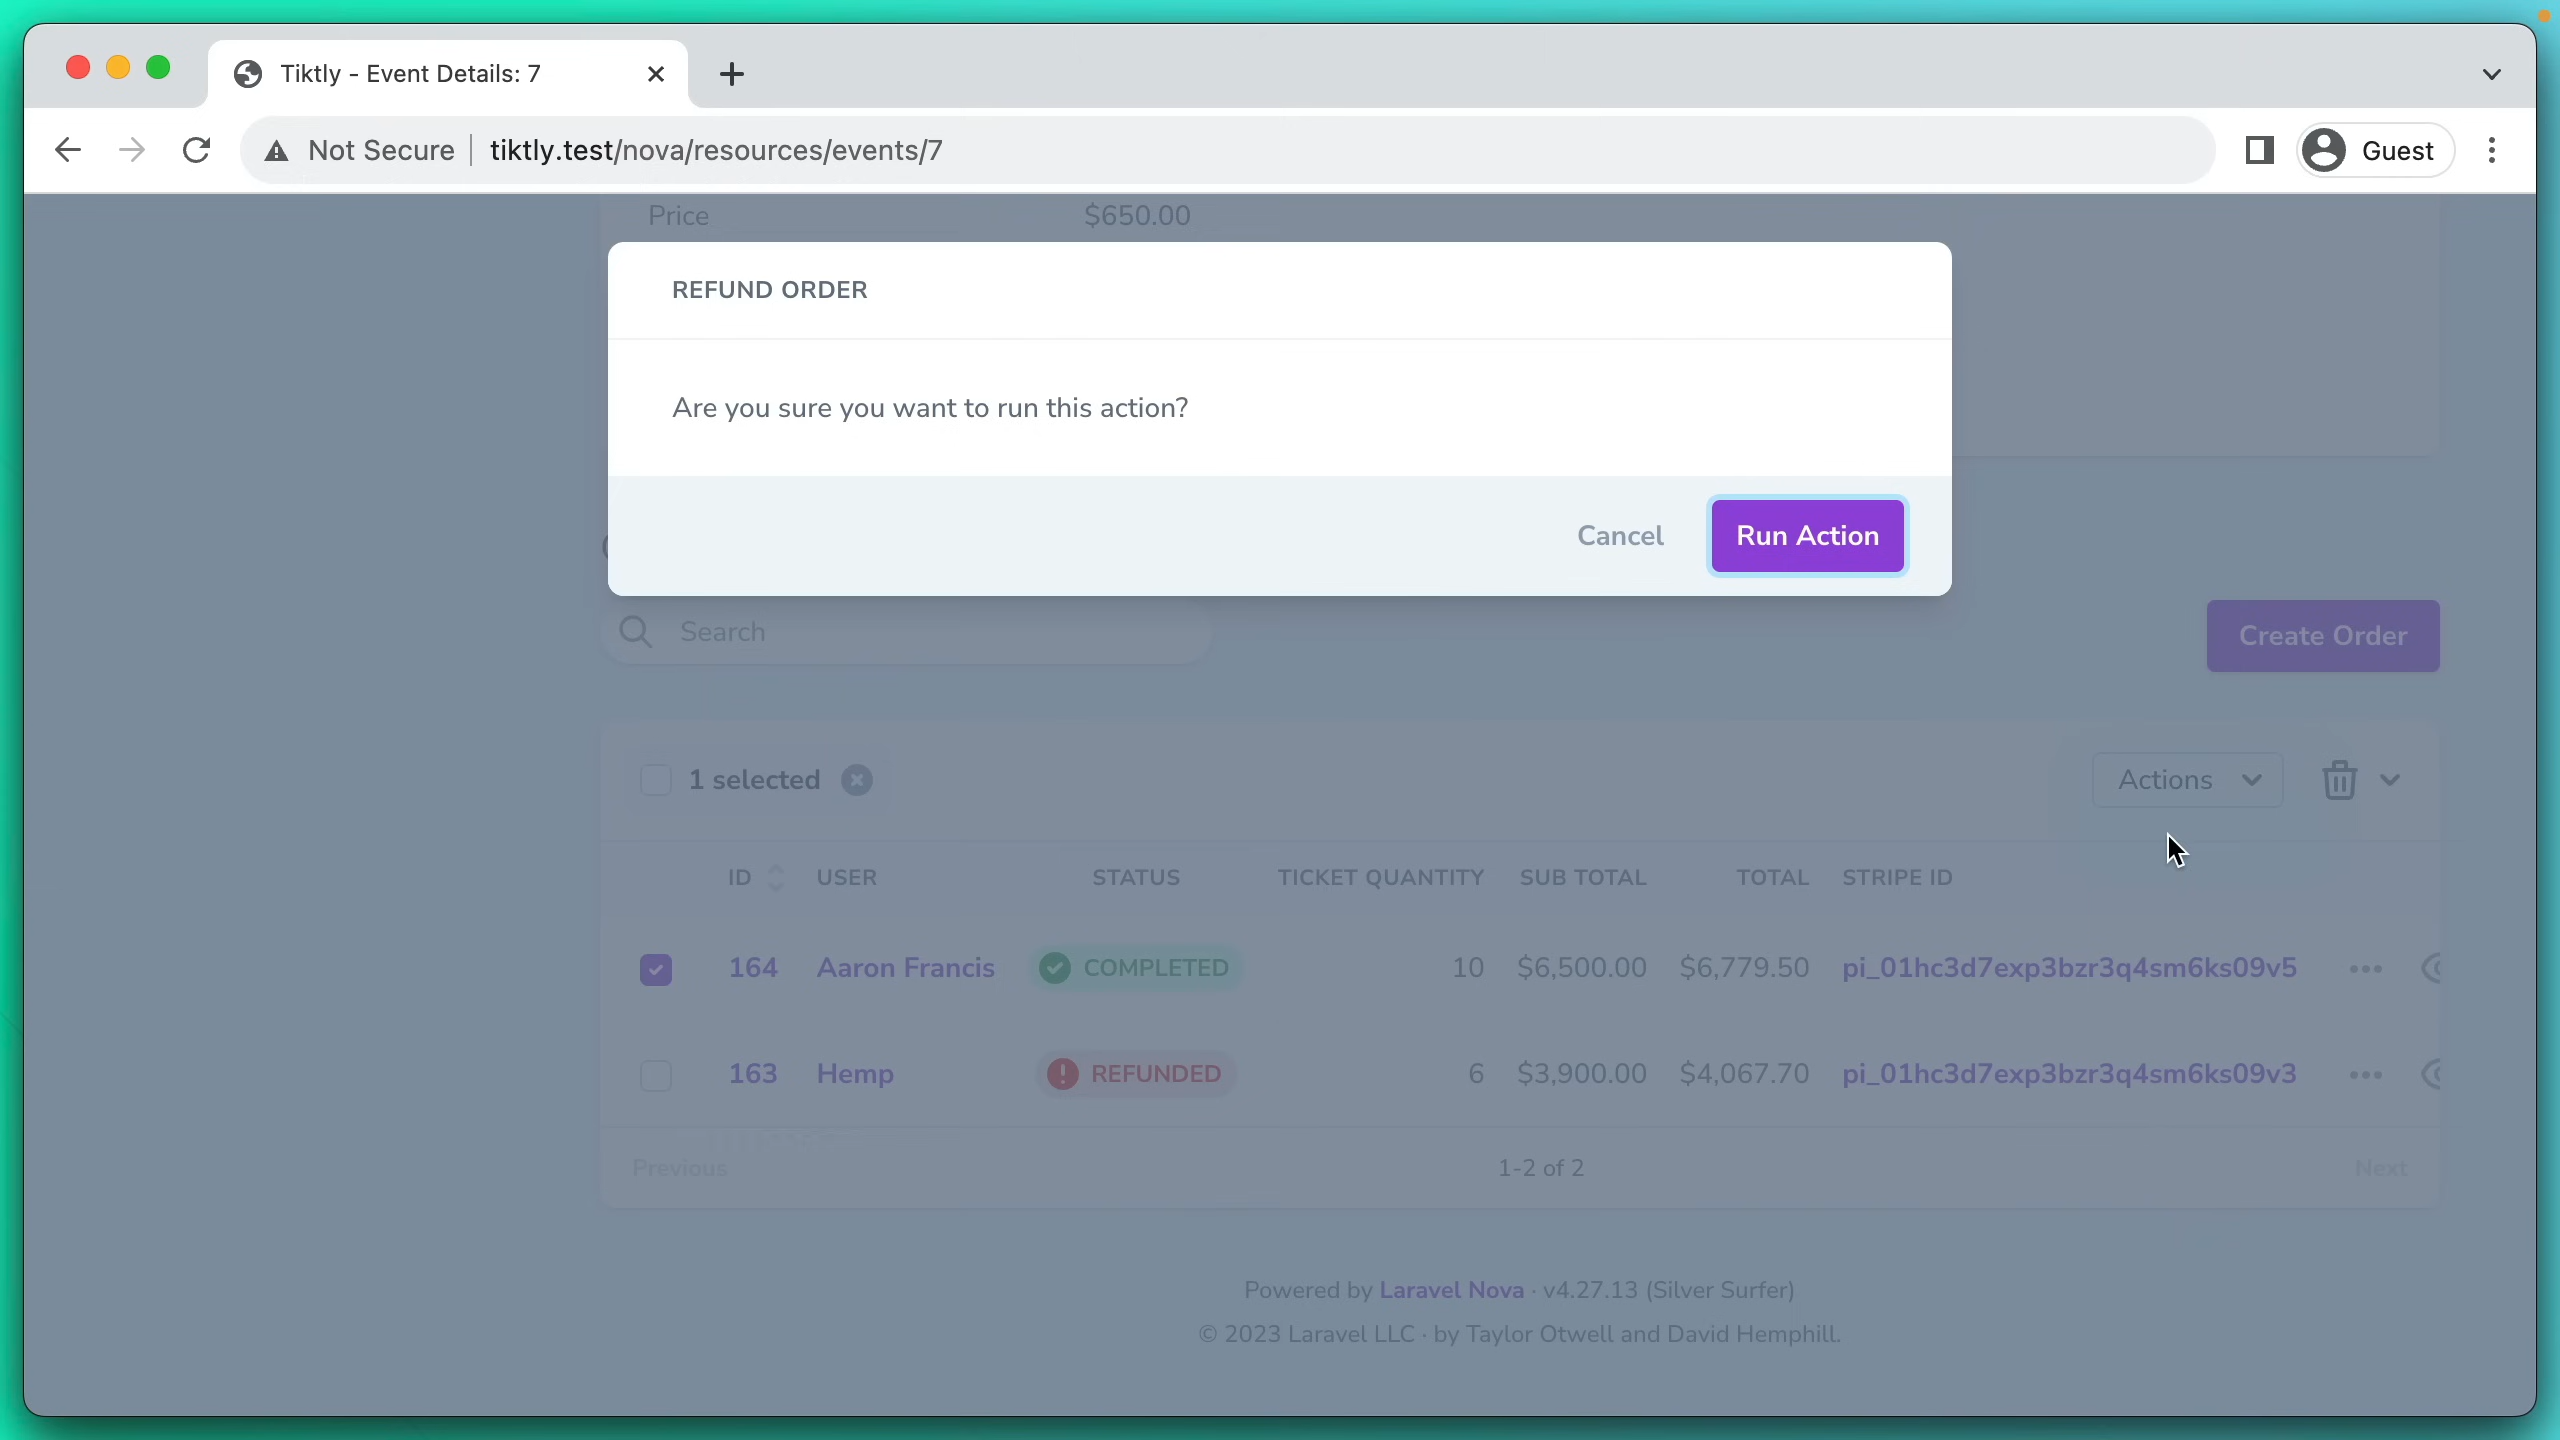 Tiktly - Event Details: 7
Not Secure
tiktly.test/nova/resources/events/7
Guest
Price $650.00
REFUND ORDER
Are you sure you want to run this action?
Cancel
Run Action
Search
Create Order
1 selected
Actions
ID USER STATUS TICKET QUANTITY SUB TOTAL TOTAL STRIPE ID
164 Aaron Francis COMPLETED 10 $6,500.00 $6,779.50 pi_01hc3d7exp3bzr3q4sm6ks09v5
163 Hemp REFUNDED 6 $3,900.00 $4,067.70 pi_01hc3d7exp3bzr3q4sm6ks09v3
Previous 1-2 of 2 Next
Powered by Laravel Nova · v4.27.13 (Silver Surfer)
© 2023 Laravel LLC · by Taylor Otwell and David Hemphill.